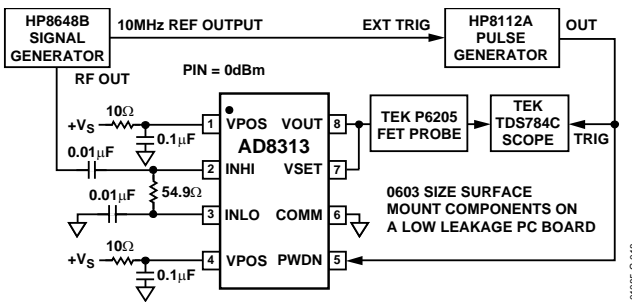 HP8648B
SIGNAL
GENERATOR
10MHz REF OUTPUT
EXT TRIG
HP8112A
PULSE
GENERATOR
OUT
RF OUT
PIN = 0dBm
+VS
10Ω
0.1µF
1
VPOS
VOUT
8
AD8313
TEK P6205
FET PROBE
TEK
TDS784C
SCOPE
TRIG
0.01µF
2
INHI
VSET
7
54.9Ω
0.01µF
3
INLO
COMM
6
0603 SIZE SURFACE
MOUNT COMPONENTS ON
A LOW LEAKAGE PC BOARD
+VS
10Ω
0.1µF
4
VPOS
PWDN
5